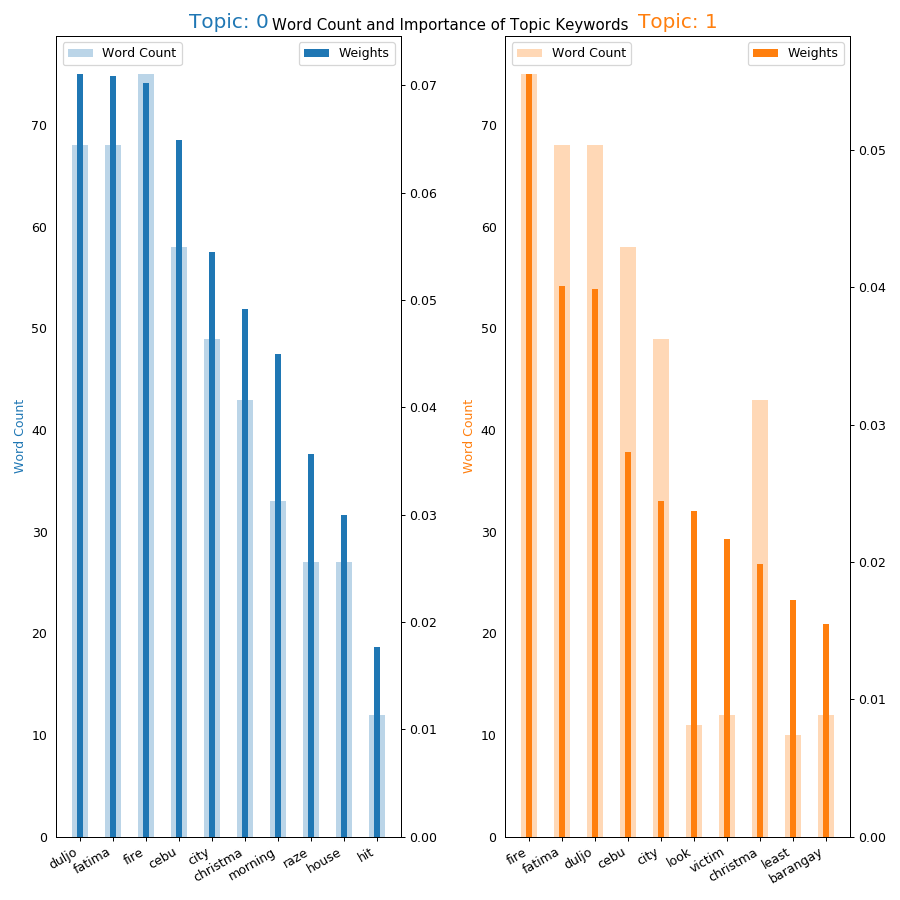 Topic: 0
Word Count and Importance of Topic Keywords
Topic: 1
Word Count
Weights
70
60
50
40
30
20
10
0
Word Count
0.07
0.06
0.05
0.04
0.03
0.02
0.01
0.00
duljo
fatima
fire
cebu
city
christma
morning
raze
house
hit
Word Count
Weights
70
60
50
40
30
20
10
0
Word Count
0.05
0.04
0.03
0.02
0.01
0.00
fire
fatima
duljo
cebu
city
look
victim
christma
least
barangay